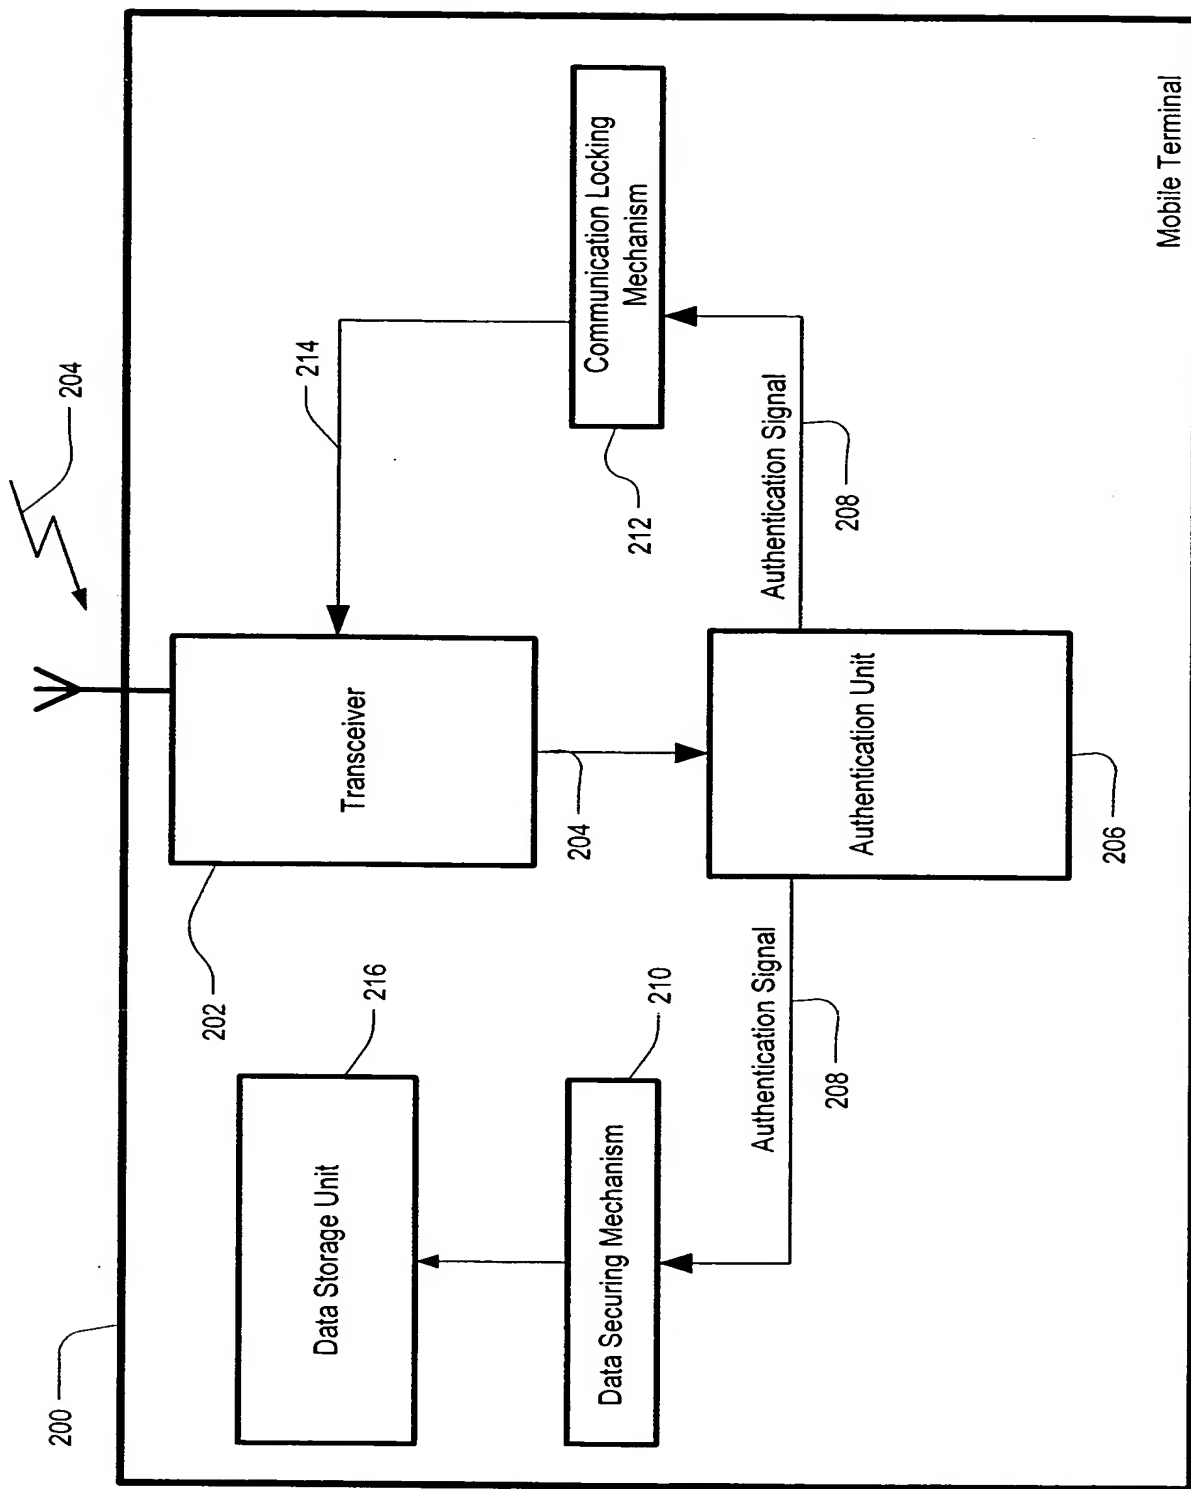 200
204
Data Storage Unit
216
202
Transceiver
214
204
Data Securing Mechanism
210
212
Communication Locking
Mechanism
Authentication Signal
208
Authentication Unit
206
Authentication Signal
208
Mobile Terminal